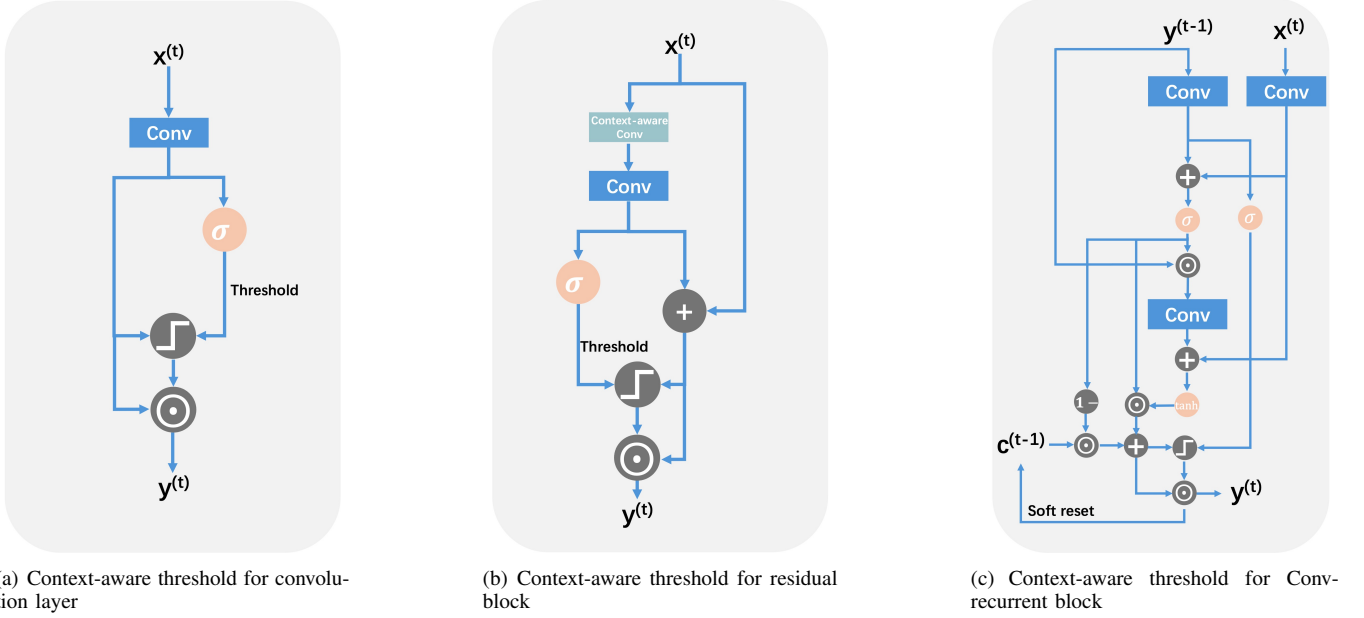 x(t)
Conv
σ
Threshold
y(t)
(a) Context-aware threshold for convolu-
tion layer
x(t)
Context-aware
Conv
Conv
σ
+
Threshold
y(t)
(b) Context-aware threshold for residual
block
y(t-1)
x(t)
Conv
Conv
+
σ
σ
Conv
+
1 –
tanh
c(t-1)
+
y(t)
Soft reset
(c) Context-aware threshold for Conv-
recurrent block